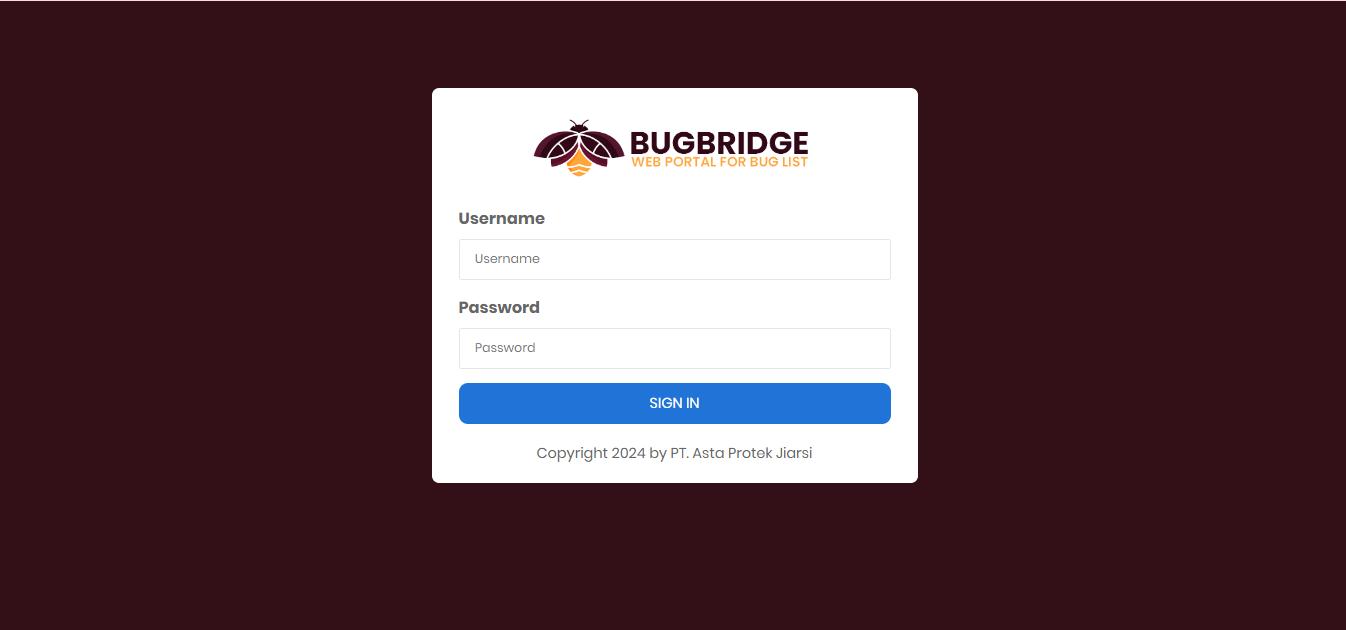 BUGBRIDGE
WEB PORTAL FOR BUG LIST
Username
Username
Password
Password
SIGN IN
Copyright 2024 by PT. Asta Protek Jiarsi